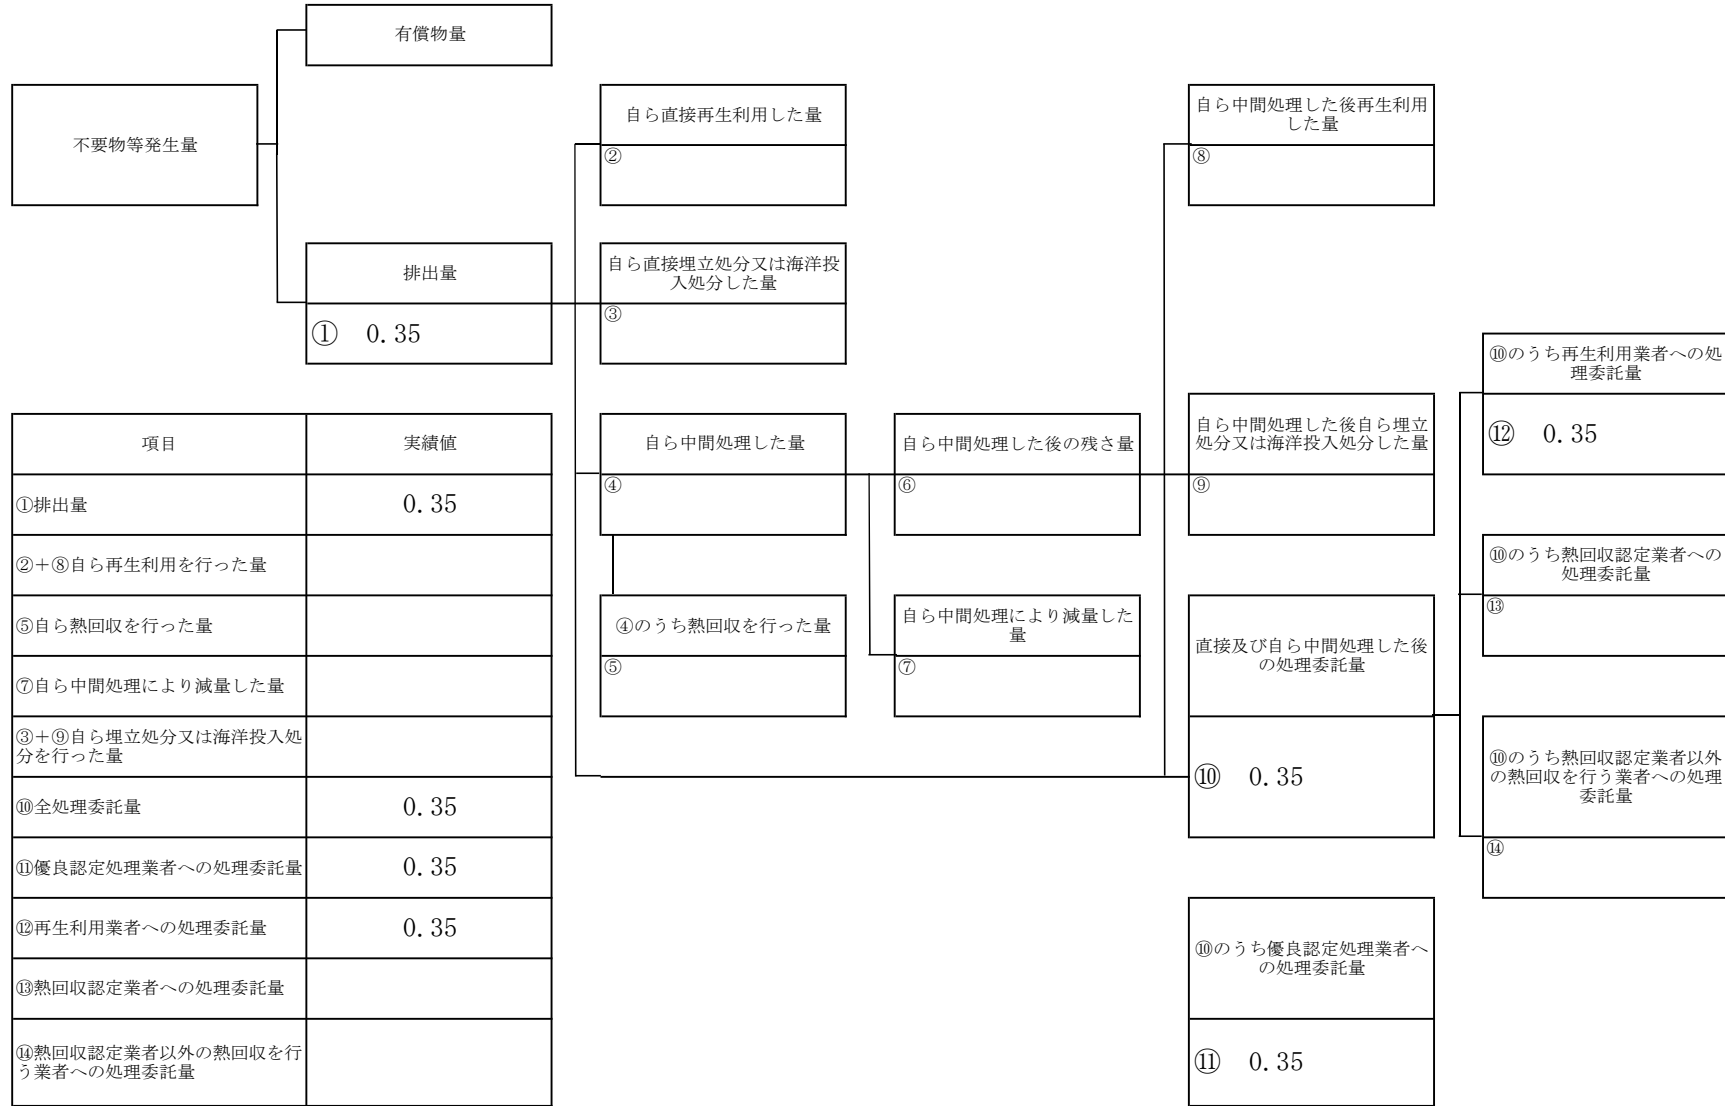 有償物量
不要物等発生量
自ら直接再生利用した量
②
自ら中間処理した後再生利用
した量
⑧
排出量
① 0.35
自ら直接埋立処分又は海洋投
入処分した量
③
⑩のうち再生利用業者への処
理委託量
⑫ 0.35
自ら中間処理した量
④
自ら中間処理した後の残さ量
⑥
自ら中間処理した後自ら埋立
処分又は海洋投入処分した量
⑨
⑩のうち熱回収認定業者への
処理委託量
⑬
④のうち熱回収を行った量
⑤
自ら中間処理により減量した
量
⑦
直接及び自ら中間処理した後
の処理委託量
⑩ 0.35
⑩のうち熱回収認定業者以外
の熱回収を行う業者への処理
委託量
⑭
⑩のうち優良認定処理業者へ
の処理委託量
⑪ 0.35
項目 実績値
①排出量 0.35
②+⑧自ら再生利用を行った量
⑤自ら熱回収を行った量
⑦自ら中間処理により減量した量
③+⑨自ら埋立処分又は海洋投入処
分を行った量
⑩全処理委託量 0.35
⑪優良認定処理業者への処理委託量 0.35
⑫再生利用業者への処理委託量 0.35
⑬熱回収認定業者への処理委託量
⑭熱回収認定業者以外の熱回収を行
う業者への処理委託量